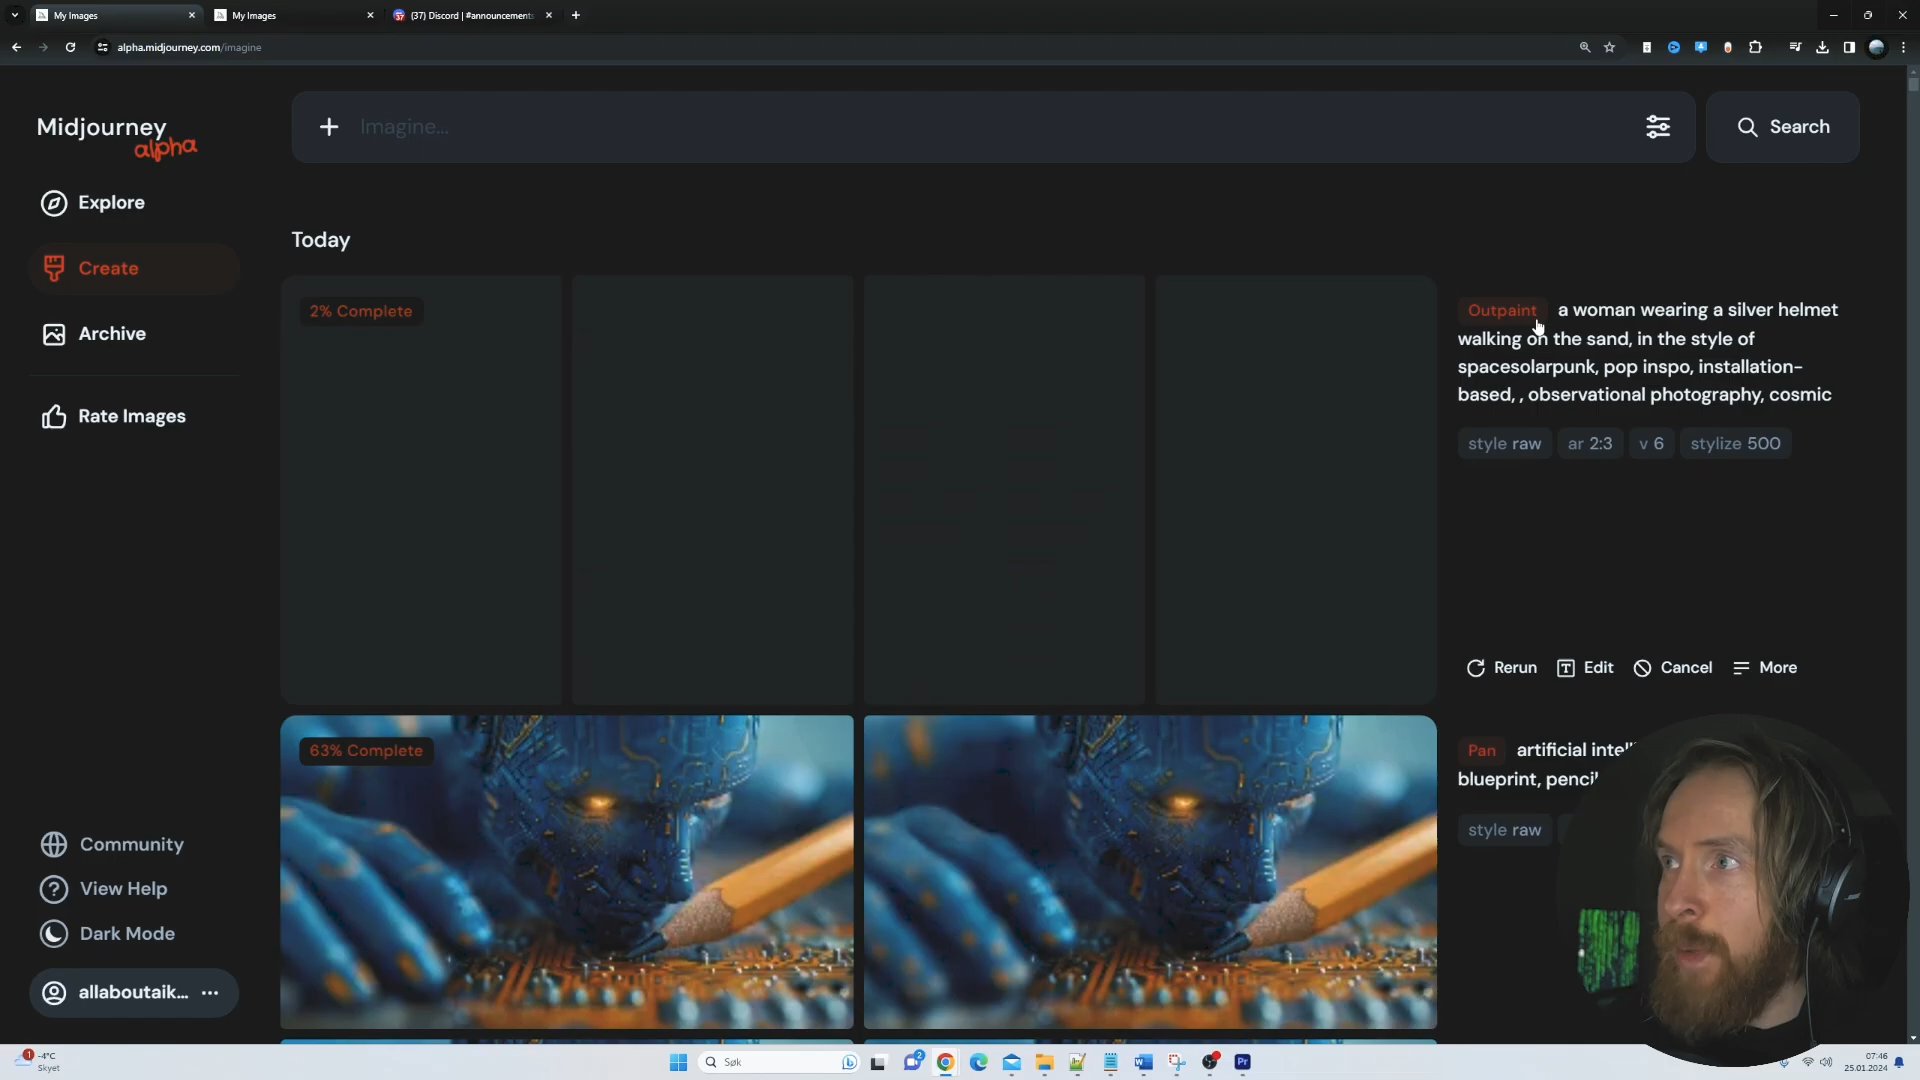 My Images
My Images
(37) Discord | #announcements
alpha.midjourney.com/imagine
Midjourney
alpha
Imagine...
Search
Explore
Create
Archive
Rate Images
Today
2% Complete
Outpaint a woman wearing a silver helmet
walking on the sand, in the style of
spacesolarpunk, pop inspo, installation-
based, , observational photography, cosmic
style raw ar 2:3 v 6 stylize 500
Rerun Edit Cancel More
63% Complete
Pan artificial
blueprint,
style raw
Community
View Help
Dark Mode
allaboutaik... ...
1
-4°C
Skyet
Søk
2
Pr
07:46
25.01.2024